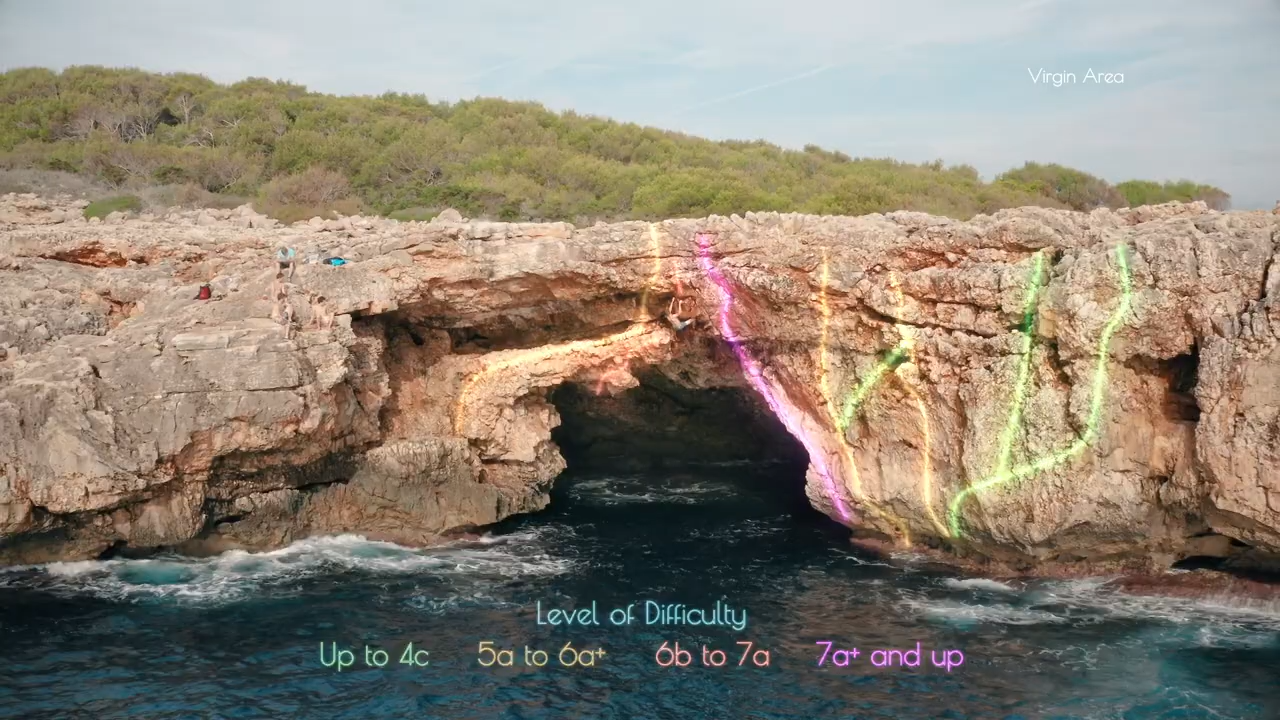 Virgin Area
Level of Difficulty
Up to 4c 5a to 6a+ 6b to 7a 7a+ and up